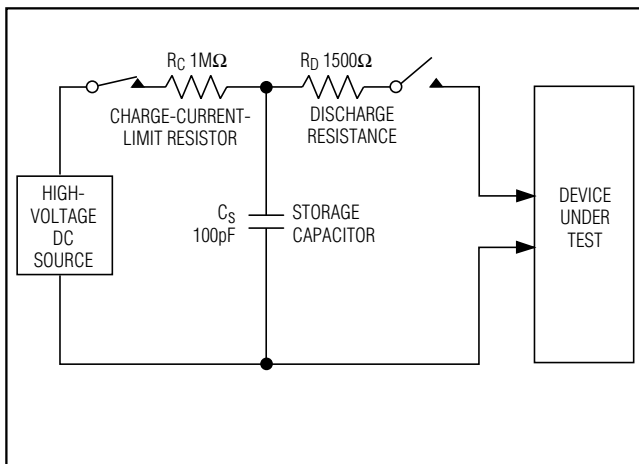 R_C 1MΩ
CHARGE-CURRENT-
LIMIT RESISTOR
R_D 1500Ω
DISCHARGE
RESISTANCE
HIGH-
VOLTAGE
DC
SOURCE
C_S
100pF
STORAGE
CAPACITOR
DEVICE
UNDER
TEST